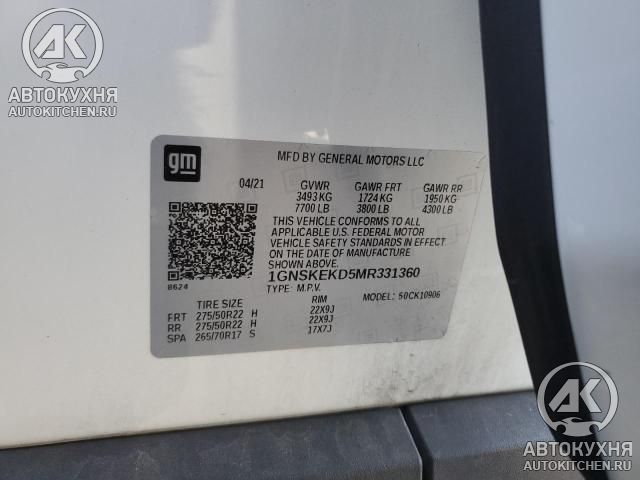 АК
АВТОКУХНЯ
AUTOKITCHEN.RU
gm
MFD BY GENERAL MOTORS LLC
04/21 GVWR GAWR FRT GAWR RR
3493 KG 1724 KG 1950 KG
7700 LB 3800 LB 4300 LB
THIS VEHICLE CONFORMS TO ALL
APPLICABLE U.S. FEDERAL MOTOR
VEHICLE SAFETY STANDARDS IN EFFECT
ON THE DATE OF MANUFACTURE
SHOWN ABOVE.
1GNSKEKD5MR331360
8624 TYPE: M.P.V. MODEL: 50CK10906
TIRE SIZE RIM
FRT 275/50R22 H 22X9J
RR 275/50R22 H 22X9J
SPA 265/70R17 S 17X7J
АК
АВТОКУХНЯ
AUTOKITCHEN.RU